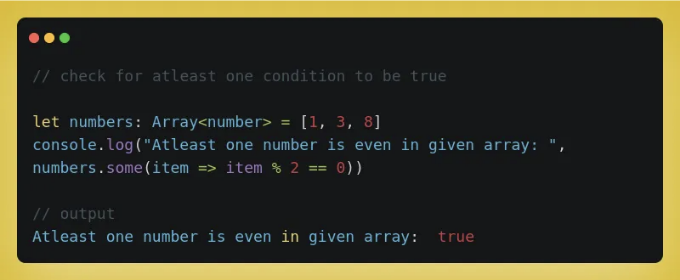 // check for atleast one condition to be true
let numbers: Array<number> = [1, 3, 8]
console.log("Atleast one number is even in given array: ",
numbers.some(item => item % 2 == 0))
// output
Atleast one number is even in given array:  true